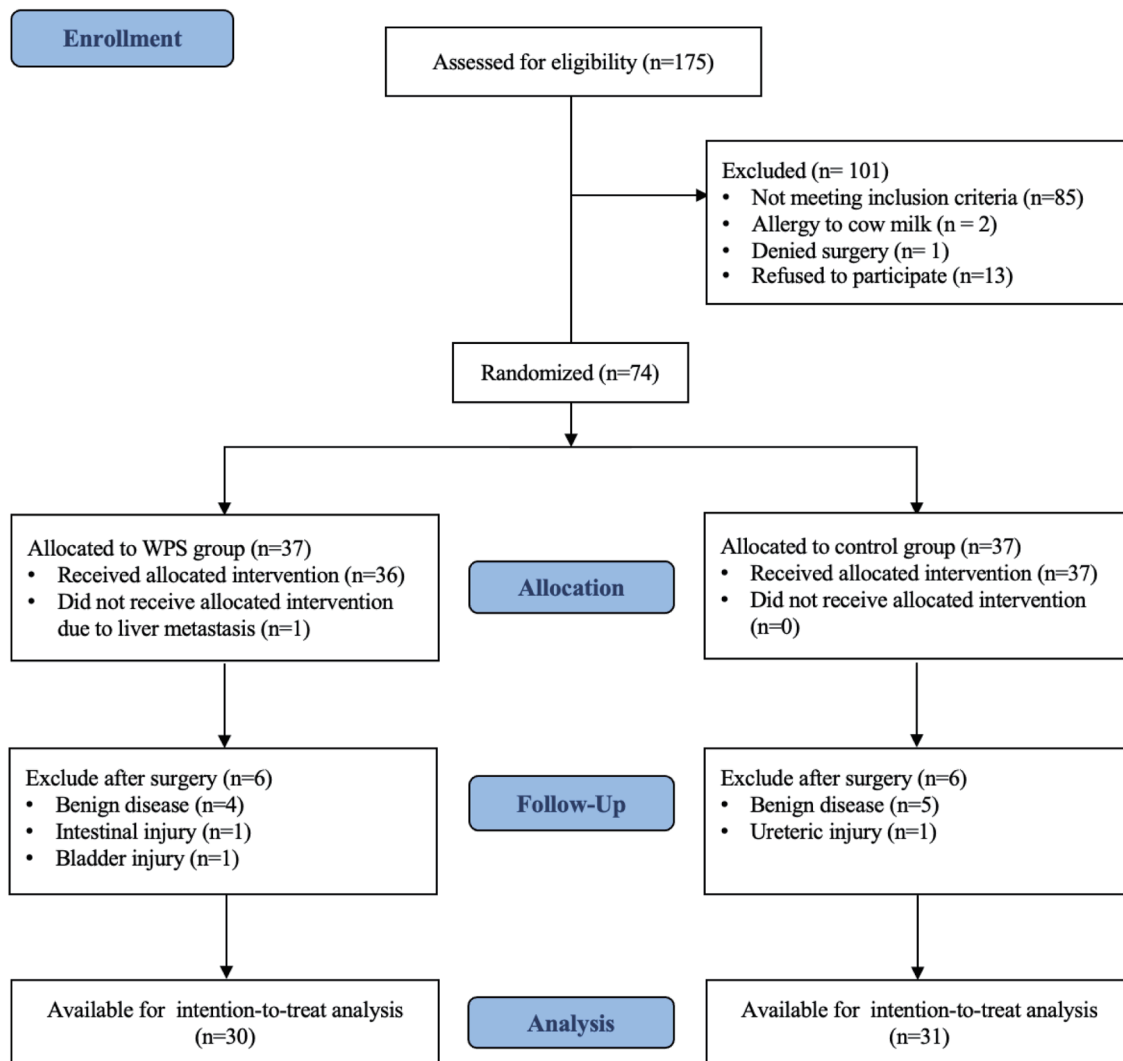 Enrollment
Assessed for eligibility (n=175)
Excluded (n= 101)
• Not meeting inclusion criteria (n=85)
• Allergy to cow milk (n = 2)
• Denied surgery (n= 1)
• Refused to participate (n=13)
Randomized (n=74)
Allocated to WPS group (n=37)
• Received allocated intervention (n=36)
• Did not receive allocated intervention
due to liver metastasis (n=1)
Allocation
Allocated to control group (n=37)
• Received allocated intervention (n=37)
• Did not receive allocated intervention
(n=0)
Exclude after surgery (n=6)
• Benign disease (n=4)
• Intestinal injury (n=1)
• Bladder injury (n=1)
Follow-Up
Exclude after surgery (n=6)
• Benign disease (n=5)
• Ureteric injury (n=1)
Available for intention-to-treat analysis
(n=30)
Analysis
Available for intention-to-treat analysis
(n=31)